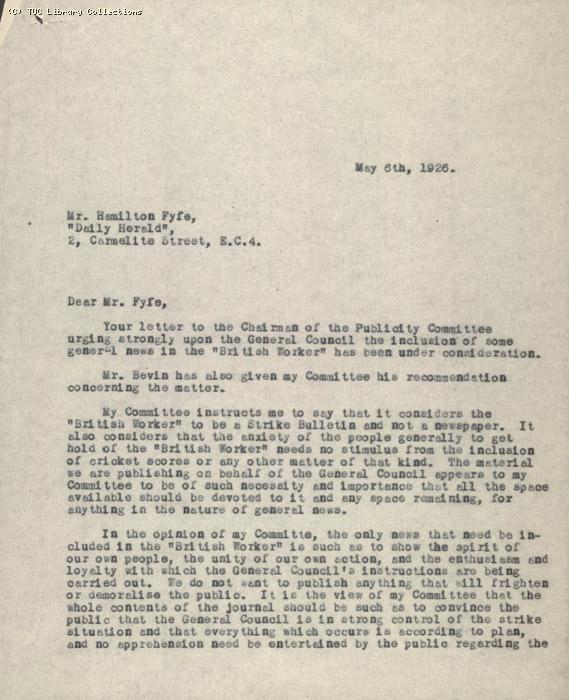 (C) TUC Library Collections
May 6th, 1926.
Mr. Hamilton Fyfe,
"Daily Herald",
2, Carmelite Street, E.C.4.
Dear Mr. Fyfe,
Your letter to the Chairman of the Publicity Committee
urging strongly upon the General Council the inclusion of some
general news in the "British Worker" has been under consideration.
Mr. Bevin has also given my Committee his recommendation
concerning the matter.
My Committee instructs me to say that it considers the
"British Worker" to be a Strike Bulletin and not a newspaper. It
also considers that the anxiety of the people generally to get
hold of the "British Worker" needs no stimulus from the inclusion
of cricket scores or any other matter of that kind. The material
we are publishing on behalf of the General Council appears to my
Committee to be of such necessity and importance that all the space
available should be devoted to it and any space remaining, for
anything in the nature of general news.
In the opinion of my Committe, the only news that need be in-
cluded in the "British Worker" is such as to show the spirit of
our own people, the unity of our own action, and the enthusiasm and
loyalty with which the General Council's instructions are being
carried out. We do not want to publish anything that will frighten
or demoralise the public. It is the view of my Committee that the
whole contents of the journal should be such as to convince the
public that the General Council is in strong control of the strike
situation and that everything which occurs is according to plan,
and no apprehension need be entertained by the public regarding the